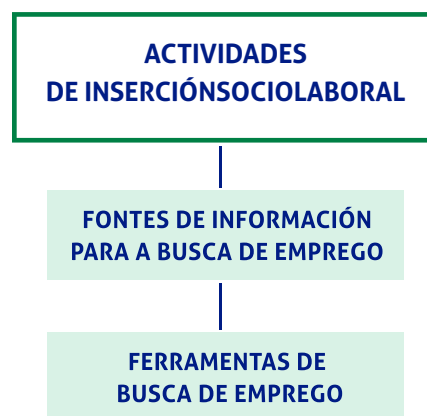 ACTIVIDADES
DE INSERCIÓNSOCIOLABORAL
FONTES DE INFORMACIÓN
PARA A BUSCA DE EMPREGO
FERRAMENTAS DE
BUSCA DE EMPREGO